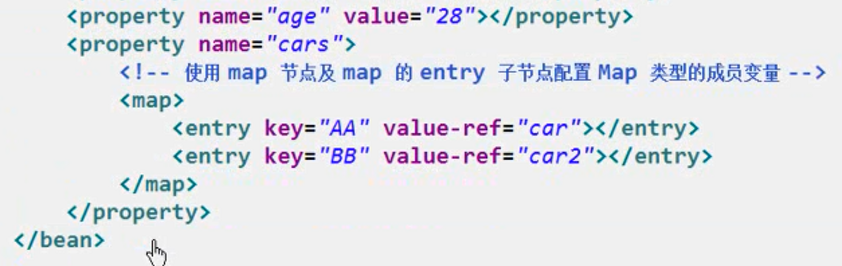 <property name="age" value="28"></property>
<property name="cars">
<!-- 使用 map 节点及 map 的 entry 子节点配置 Map 类型的成员变量 -->
<map>
<entry key="AA" value-ref="car"></entry>
<entry key="BB" value-ref="car2"></entry>
</map>
</property>
</bean>